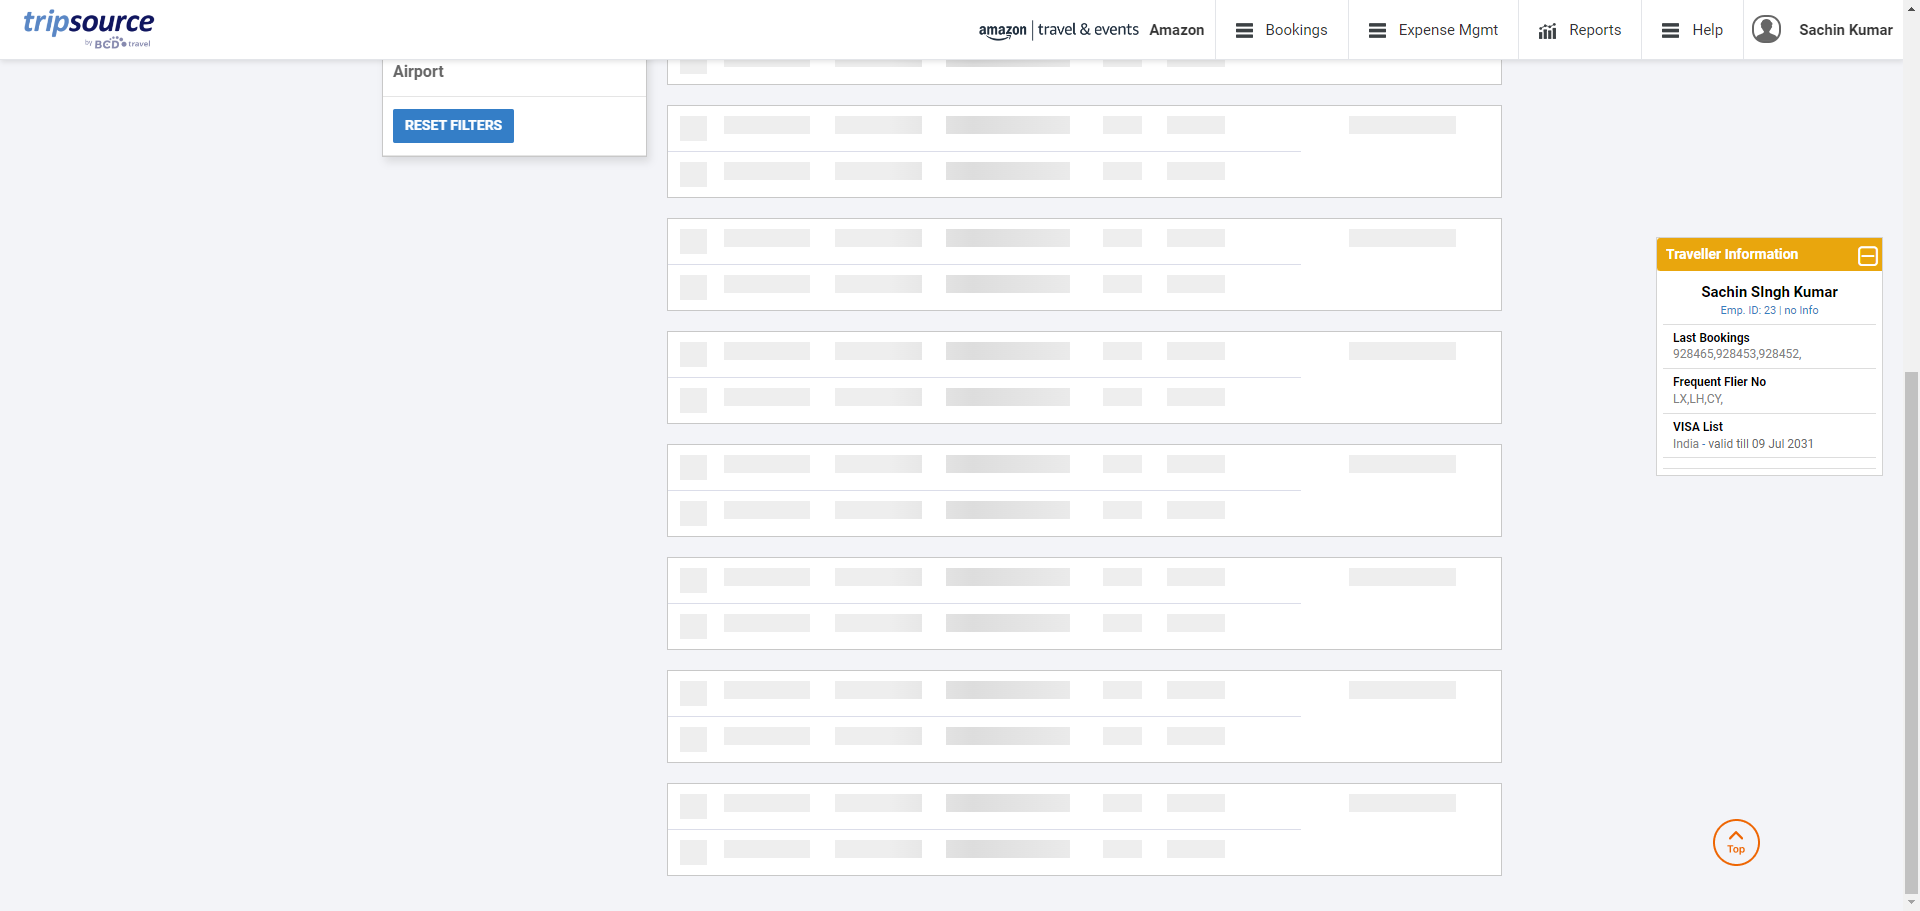 tripsource
by BCD travel
amazon | travel & events Amazon
Bookings
Expense Mgmt
Reports
Help
Sachin Kumar
Airport
RESET FILTERS
Traveller Information
Sachin SIngh Kumar
Emp. ID: 23 | no Info
Last Bookings
928465,928453,928452,
Frequent Flier No
LX,LH,CY,
VISA List
India - valid till 09 Jul 2031
Top